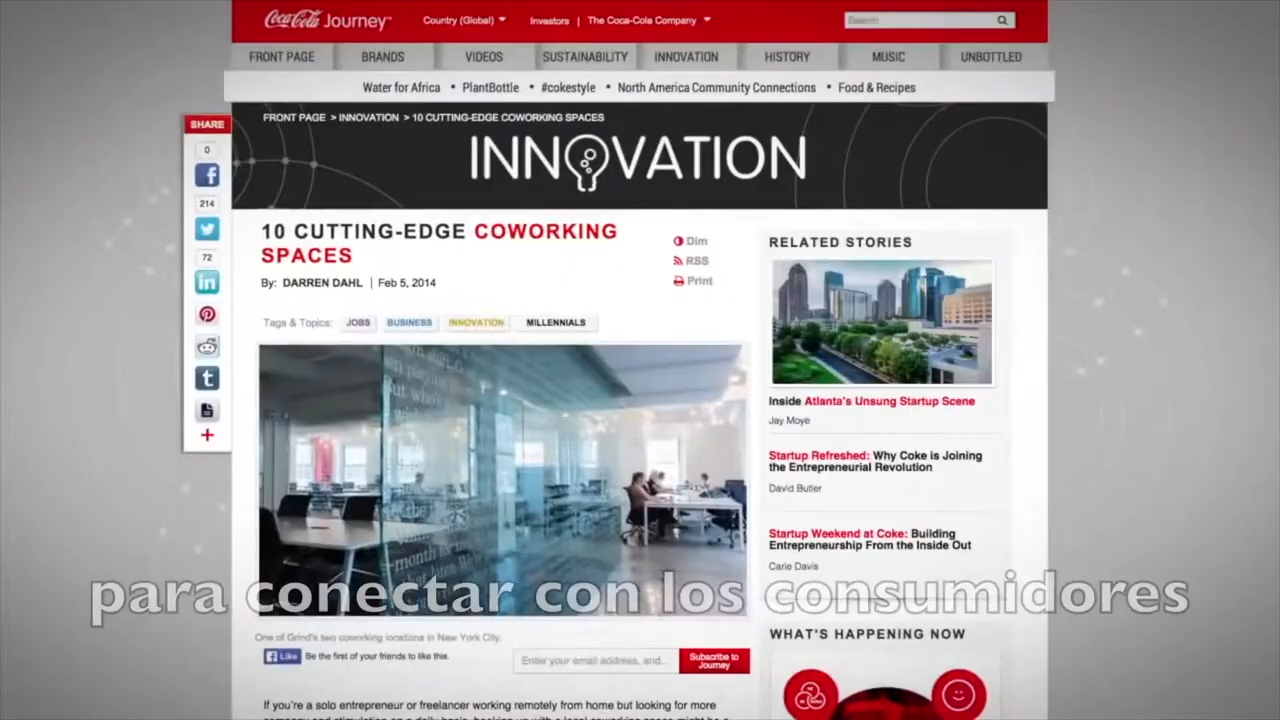 Coca-Cola Journey™
Country (Global)
Investors | The Coca-Cola Company
Search
FRONT PAGE
BRANDS
VIDEOS
SUSTAINABILITY
INNOVATION
HISTORY
MUSIC
UNBOTTLED
Water for Africa • PlantBottle • #cokestyle • North America Community Connections • Food & Recipes
SHARE
0
214
72
FRONT PAGE > INNOVATION > 10 CUTTING-EDGE COWORKING SPACES
INNOVATION
10 CUTTING-EDGE COWORKING
SPACES
By: DARREN DAHL | Feb 5, 2014
Dim
RSS
Print
Tags & Topics: JOBS BUSINESS INNOVATION MILLENNIALS
RELATED STORIES
Inside Atlanta's Unsung Startup Scene
Jay Moye
Startup Refreshed: Why Coke is Joining
the Entrepreneurial Revolution
David Butler
Startup Weekend at Coke: Building
Entrepreneurship From the Inside Out
Carie Davis
para conectar con los consumidores
One of Grind's two coworking locations in New York City.
Like Be the first of your friends to like this.
Enter your email address, and...
Subscribe to
Journey
WHAT'S HAPPENING NOW
If you're a solo entrepreneur or freelancer working remotely from home but looking for more